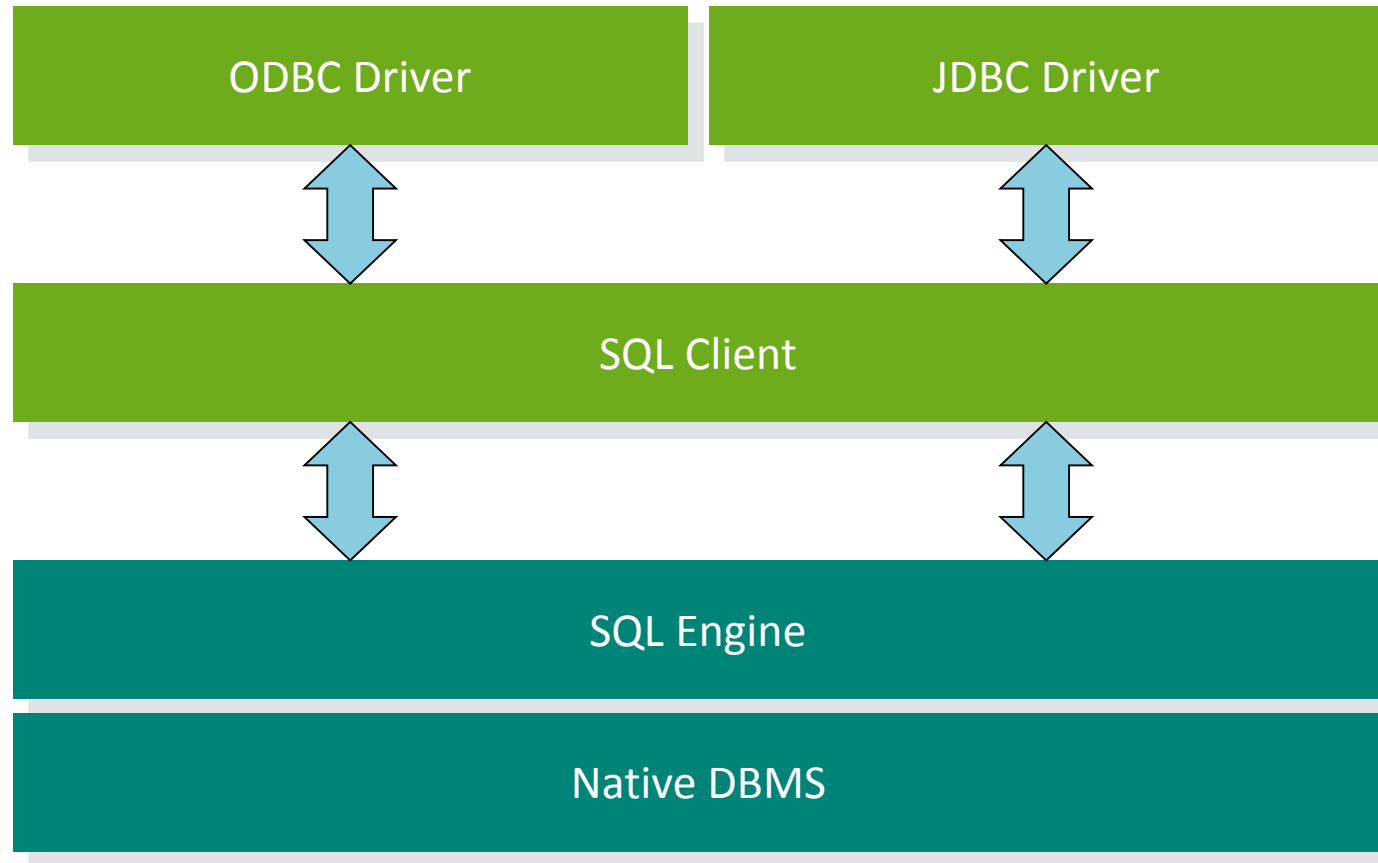 ODBC Driver
JDBC Driver
SQL Client
SQL Engine
Native DBMS